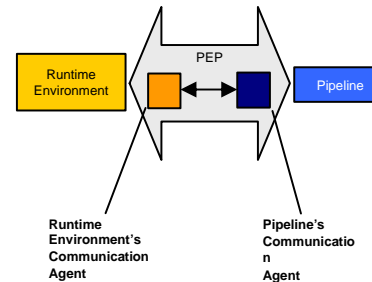 PEP
Runtime
Environment
Pipeline
Runtime
Environment's
Communication
Agent
Pipeline's
Communicatio
n
Agent